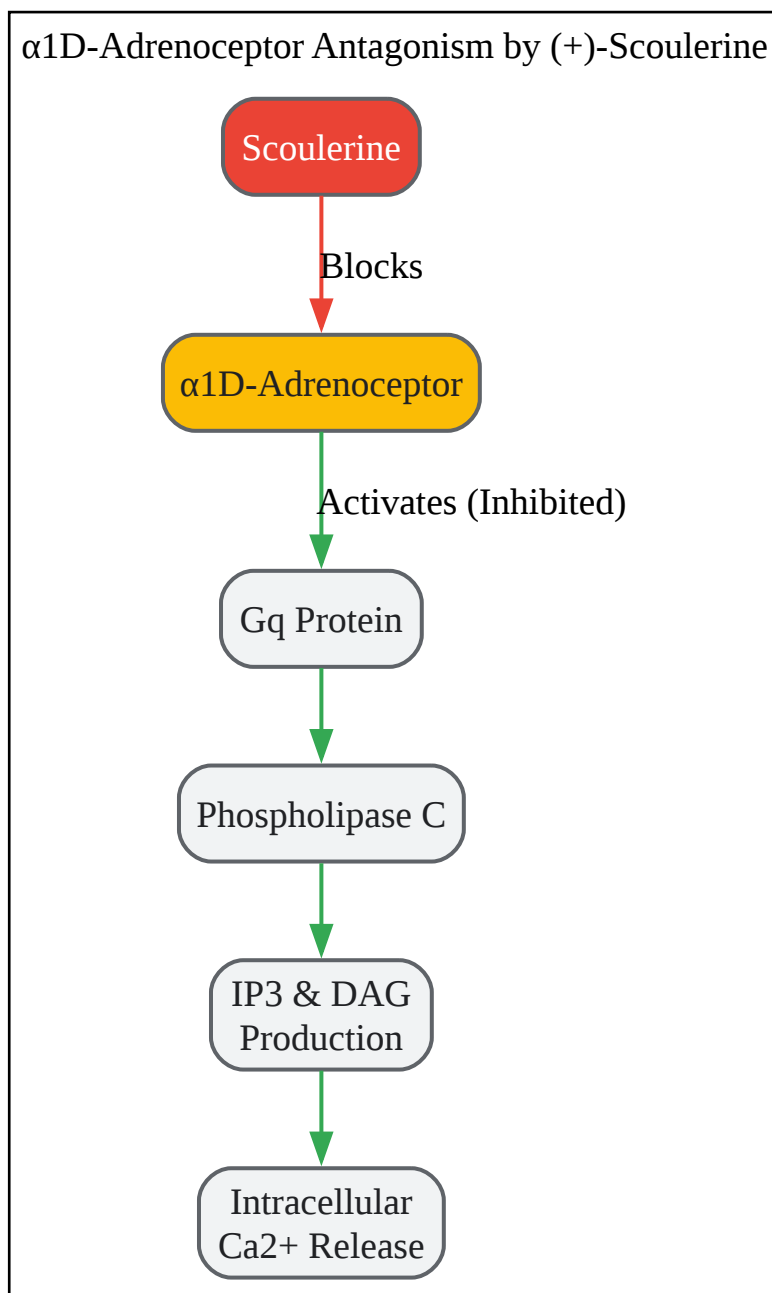 α1D-Adrenoceptor Antagonism by (+)-Scoulerine
Scoulerine
Blocks
α1D-Adrenoceptor
Activates (Inhibited)
Gq Protein
Phospholipase C
IP3 & DAG
Production
Intracellular
Ca2+ Release